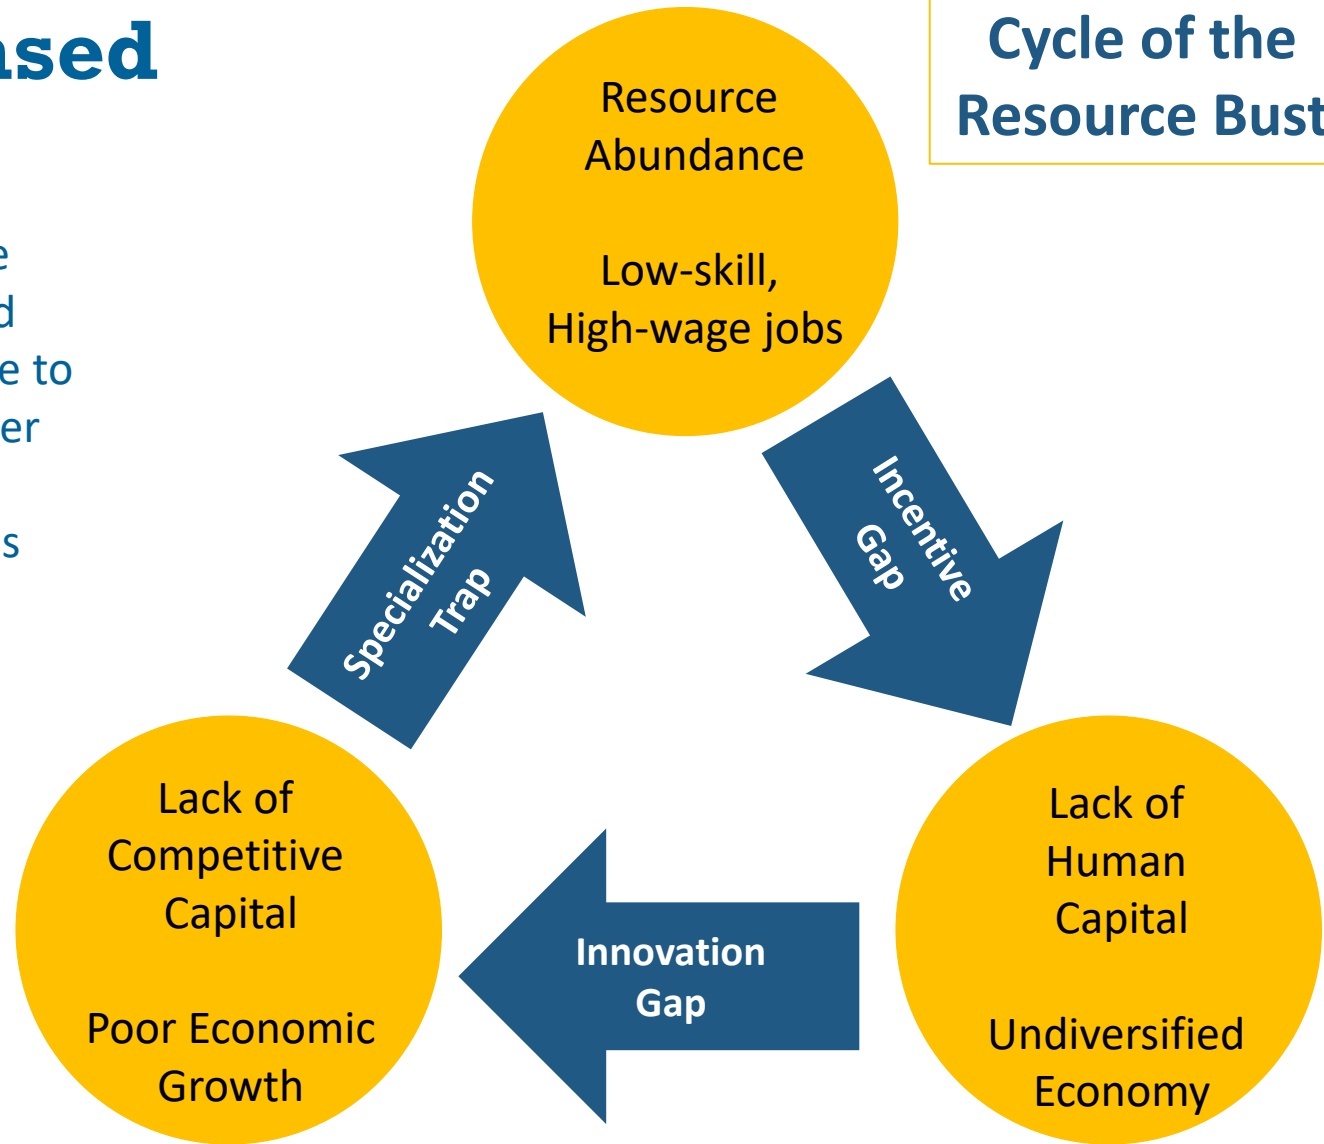 ased
e
d
e to
er
s
Cycle of the
Resource Bust
Resource
Abundance
Low-skill,
High-wage jobs
Incentive
Gap
Lack of
Human
Capital
Undiversified
Economy
Innovation
Gap
Lack of
Competitive
Capital
Poor Economic
Growth
Specialization
Trap